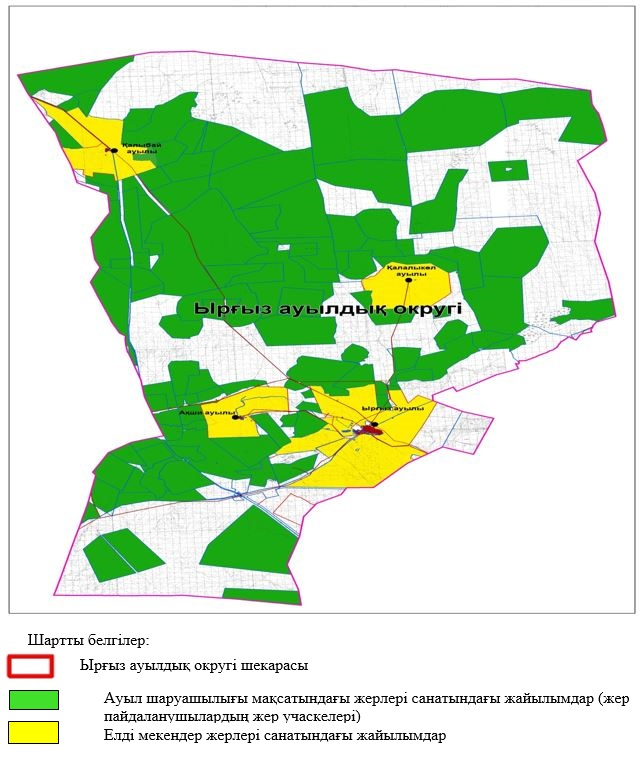 Қалыбай
ауылы
Қалалыкөл
ауылы
Ырғыз ауылдық округі
Ақши ауылы
Ырғыз ауылы
Шартты белгілер:
Ырғыз ауылдық округі шекарасы
Ауыл шаруашылығы мақсатындағы жерлері санатындағы жайылымдар (жер
пайдаланушылардың жер учаскелері)
Елді мекендер жерлері санатындағы жайылымдар